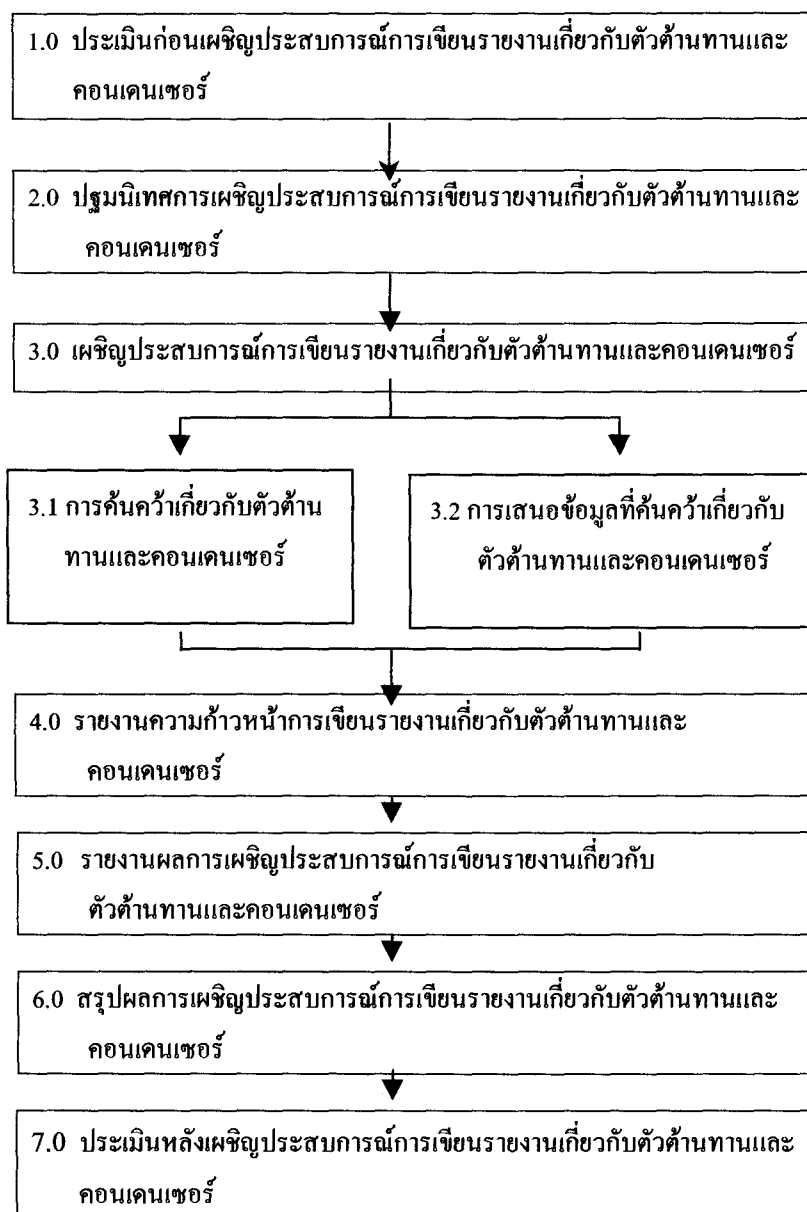 1.0 ประเมินก่อนเผชิญประสบการณ์การเขียนรายงานเกี่ยวกับตัวต้านทานและ
คอนเดนเซอร์
2.0 ปฐมนิเทศการเผชิญประสบการณ์การเขียนรายงานเกี่ยวกับตัวต้านทานและ
คอนเดนเซอร์
3.0 เผชิญประสบการณ์การเขียนรายงานเกี่ยวกับตัวต้านทานและคอนเดนเซอร์
3.1 การค้นคว้าเกี่ยวกับตัวต้าน
ทานและคอนเดนเซอร์
3.2 การเสนอข้อมูลที่ค้นคว้าเกี่ยวกับ
ตัวต้านทานและคอนเดนเซอร์
4.0 รายงานความก้าวหน้าการเขียนรายงานเกี่ยวกับตัวต้านทานและ
คอนเดนเซอร์
5.0 รายงานผลการเผชิญประสบการณ์การเขียนรายงานเกี่ยวกับ
ตัวต้านทานและคอนเดนเซอร์
6.0 สรุปผลการเผชิญประสบการณ์การเขียนรายงานเกี่ยวกับตัวต้านทานและ
คอนเดนเซอร์
7.0 ประเมินหลังเผชิญประสบการณ์การเขียนรายงานเกี่ยวกับตัวต้านทานและ
คอนเดนเซอร์